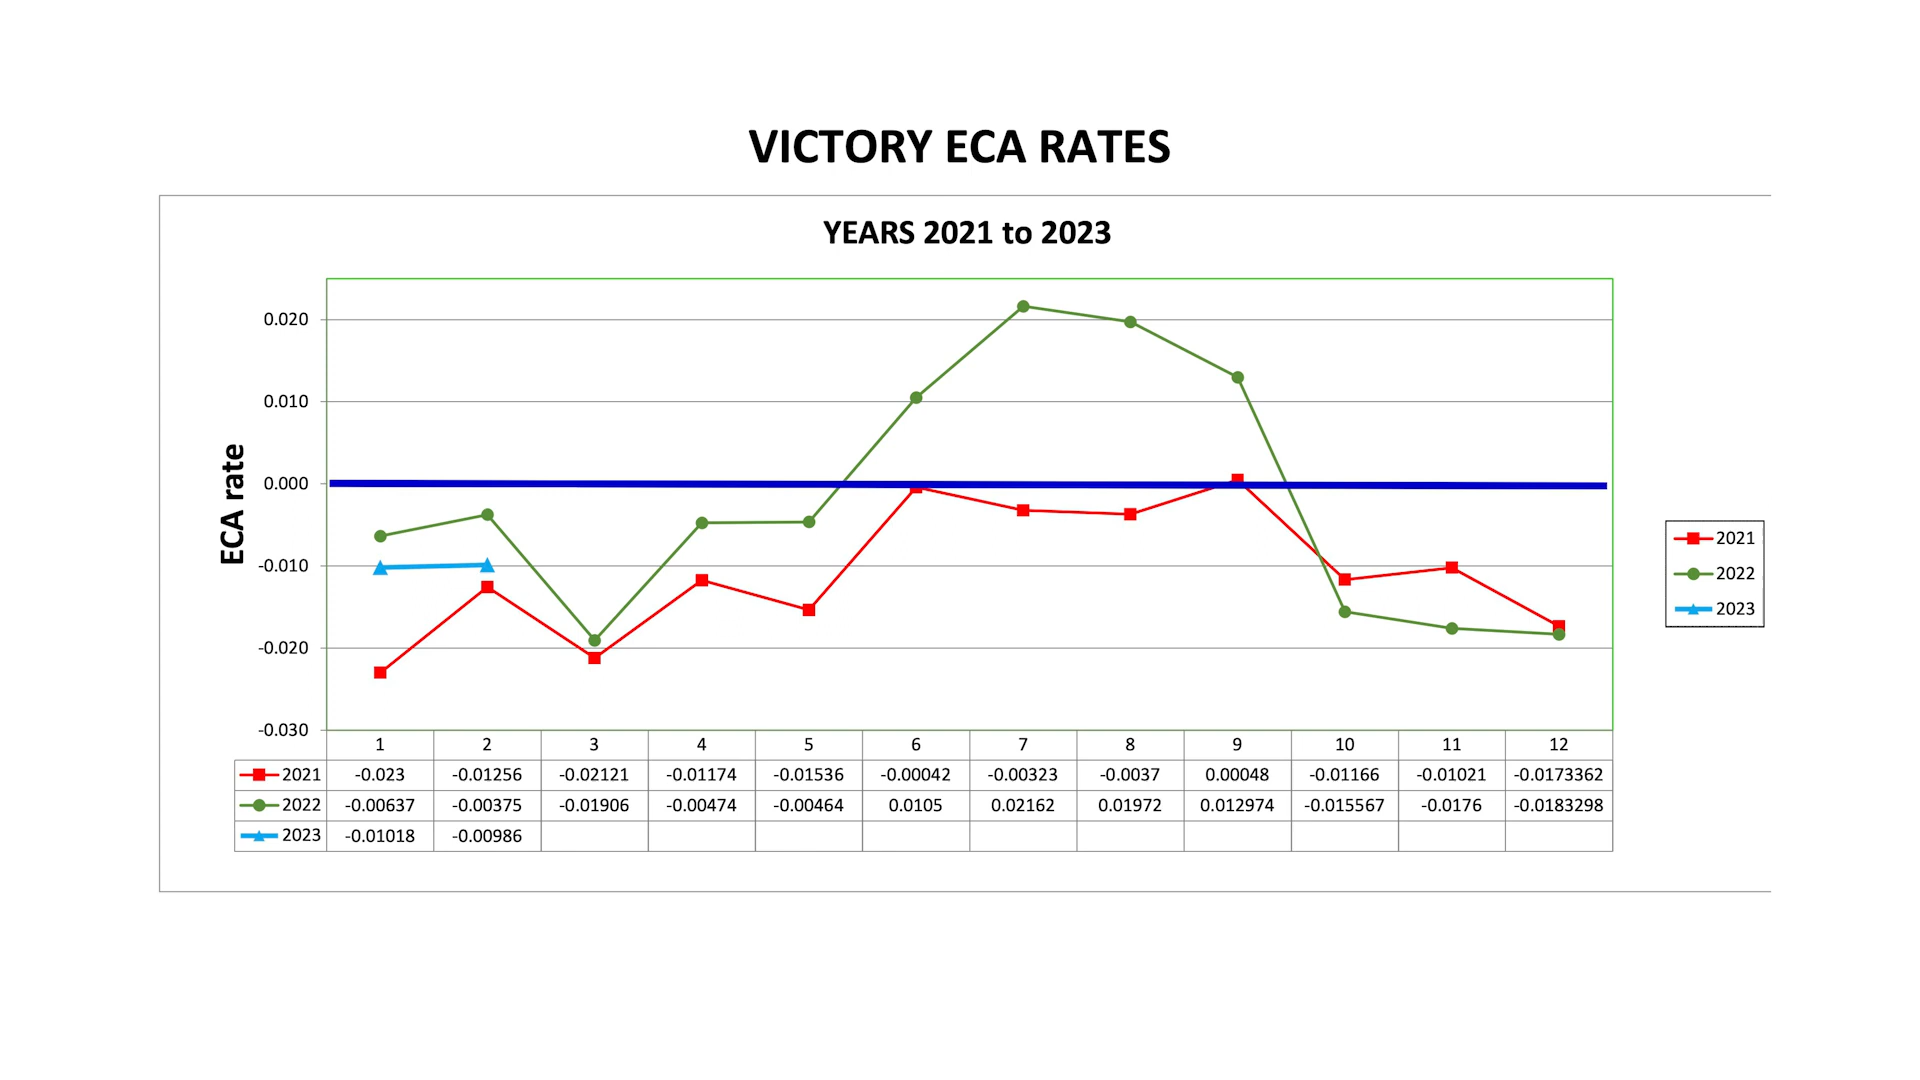 VICTORY ECA RATES
YEARS 2021 to 2023
ECA rate
0.020
0.010
0.000
-0.010
-0.020
-0.030
2021
2022
2023
1 2 3 4 5 6 7 8 9 10 11 12
2021 -0.023 -0.01256 -0.02121 -0.01174 -0.01536 -0.00042 -0.00323 -0.0037 0.00048 -0.01166 -0.01021 -0.0173362
2022 -0.00637 -0.00375 -0.01906 -0.00474 -0.00464 0.0105 0.02162 0.01972 0.012974 -0.015567 -0.0176 -0.0183298
2023 -0.01018 -0.00986